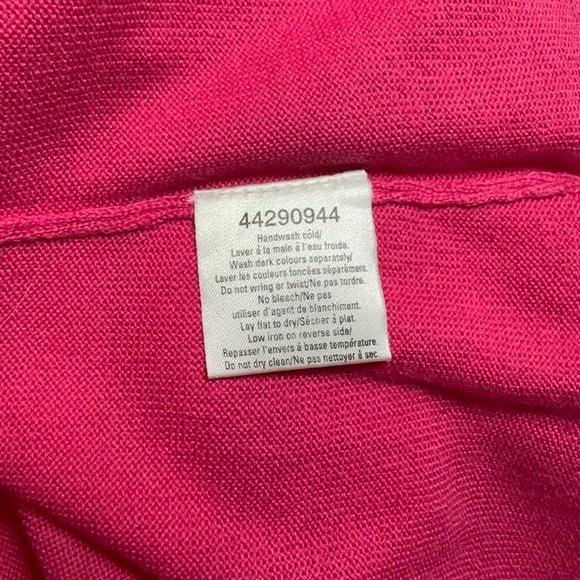 44290944
Handwash cold/
Laver à la main à l'eau froide.
Wash dark colours separately/
Laver les couleurs foncées séparément.
Do not wring or twist/Ne pas tordre.
No bleach/Ne pas
utiliser d'agent de blanchiment.
Lay flat to dry/Sécher à plat.
Low iron on reverse side/
Repasser l'envers à basse température.
Do not dry clean/Ne pas nettoyer à sec.